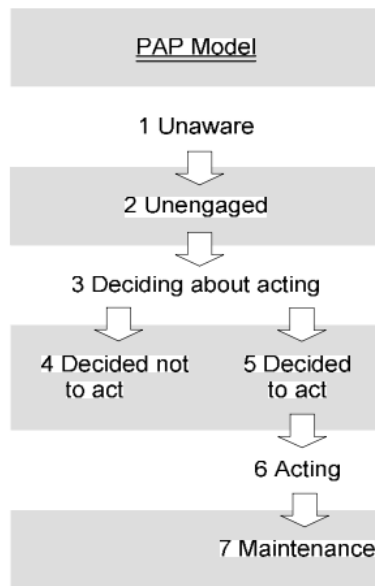 PAP Model
1 Unaware
2 Unengaged
3 Deciding about acting
4 Decided not
to act
5 Decided
to act
6 Acting
7 Maintenance